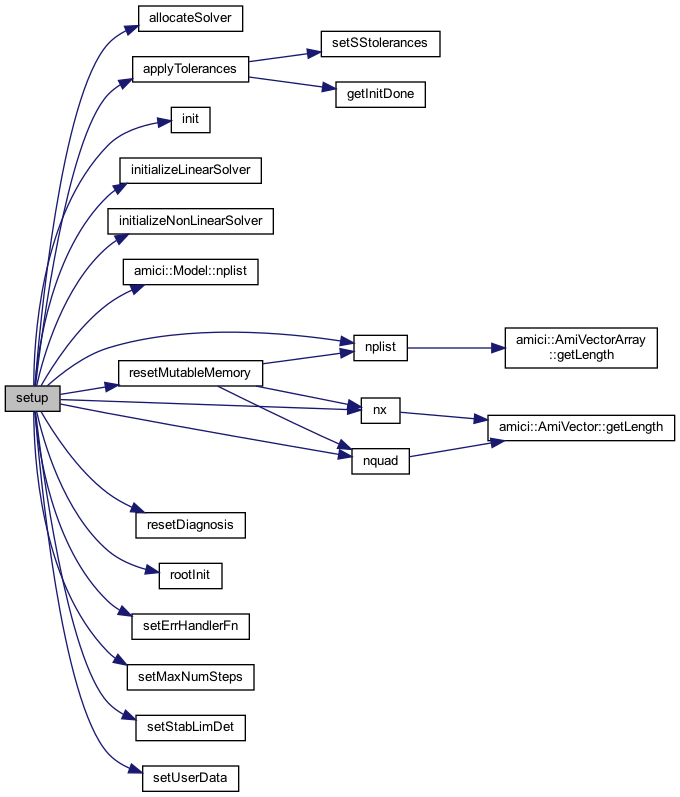 allocateSolver
applyTolerances
setSStolerances
getInitDone
init
initializeLinearSolver
initializeNonLinearSolver
amici::Model::nplist
nplist
amici::AmiVectorArray
::getLength
resetMutableMemory
setup
nx
amici::AmiVector::getLength
nquad
resetDiagnosis
rootInit
setErrHandlerFn
setMaxNumSteps
setStabLimDet
setUserData